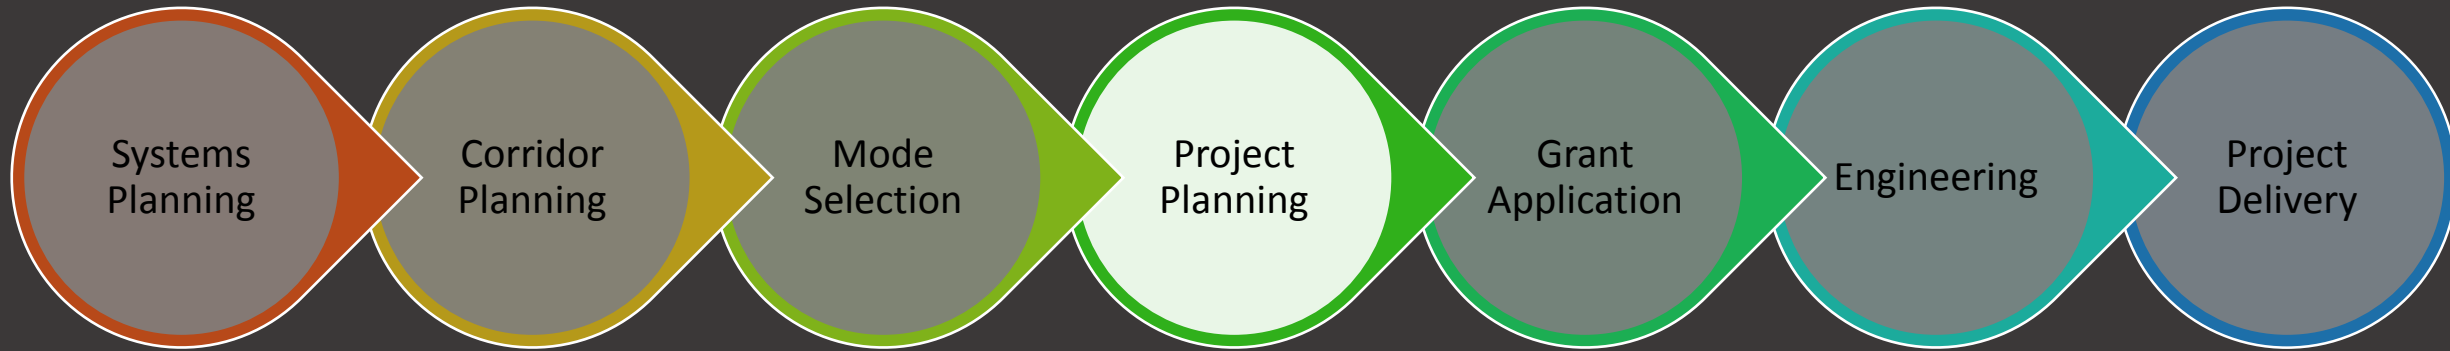 Systems
Planning
Corridor
Planning
Mode
Selection
Project
Planning
Grant
Application
Engineering
Project
Delivery